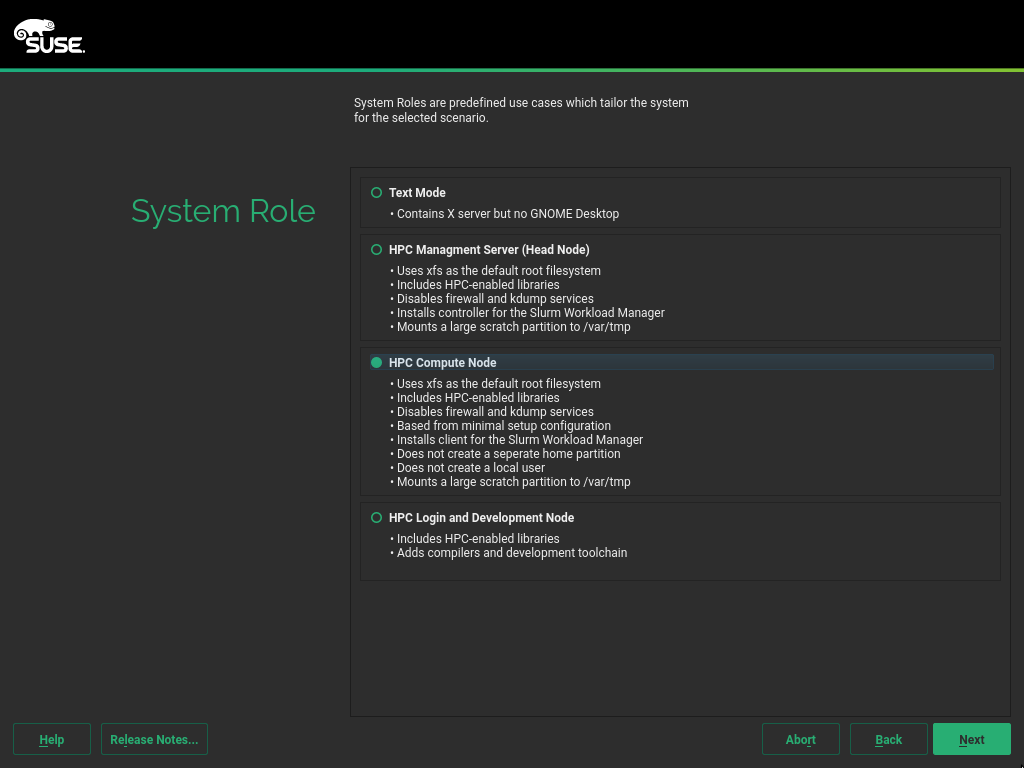 SUSE.
System Roles are predefined use cases which tailor the system
for the selected scenario.
System Role
Text Mode
• Contains X server but no GNOME Desktop
HPC Managment Server (Head Node)
• Uses xfs as the default root filesystem
• Includes HPC-enabled libraries
• Disables firewall and kdump services
• Installs controller for the Slurm Workload Manager
• Mounts a large scratch partition to /var/tmp
HPC Compute Node
• Uses xfs as the default root filesystem
• Includes HPC-enabled libraries
• Disables firewall and kdump services
• Based from minimal setup configuration
• Installs client for the Slurm Workload Manager
• Does not create a seperate home partition
• Does not create a local user
• Mounts a large scratch partition to /var/tmp
HPC Login and Development Node
• Includes HPC-enabled libraries
• Adds compilers and development toolchain
Help Release Notes... Abort Back Next